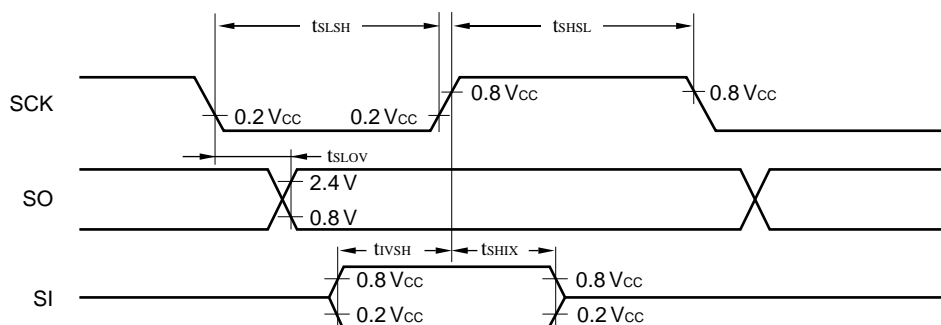 tSLSH tSHSL
SCK 0.2 VCC 0.2 VCC 0.8 VCC 0.8 VCC
tSLOV
SO 2.4 V
0.8 V
tIVSH tSHIX
SI 0.8 VCC 0.8 VCC
0.2 VCC 0.2 VCC